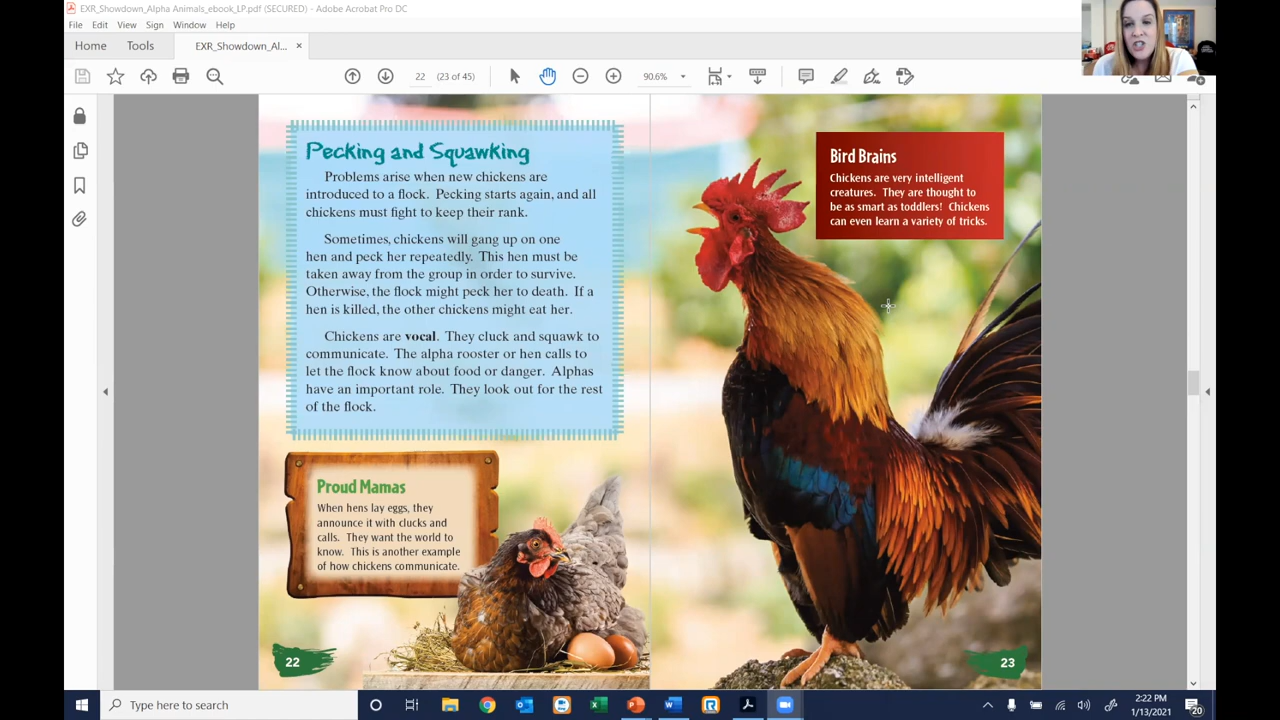 EXR_Showdown_Alpha Animals_ebook_LP.pdf (SECURED) - Adobe Acrobat Pro DC
File Edit View Sign Window Help
Home Tools EXR_Showdown_Al... ×
22 (23 of 45) 90.6%
Pecking and Squawking
Problems arise when new chickens are
introduced to a flock. Pecking starts again, and all
chickens must fight to keep their rank.
Sometimes, chickens will gang up on one
hen and peck her repeatedly. This hen must be
taken away from the group in order to survive.
Otherwise, the flock might peck her to death. If a
hen is killed, the other chickens might eat her.
Chickens are vocal. They cluck and squawk to
communicate. The alpha rooster or hen calls to
let the flock know about food or danger. Alphas
have an important role. They look out for the rest
of the flock.
Proud Mamas
When hens lay eggs, they
announce it with clucks and
calls. They want the world to
know. This is another example
of how chickens communicate.
22
Bird Brains
Chickens are very intelligent
creatures. They are thought to
be as smart as toddlers! Chickens
can even learn a variety of tricks.
23
Type here to search
2:22 PM
1/13/2021
20